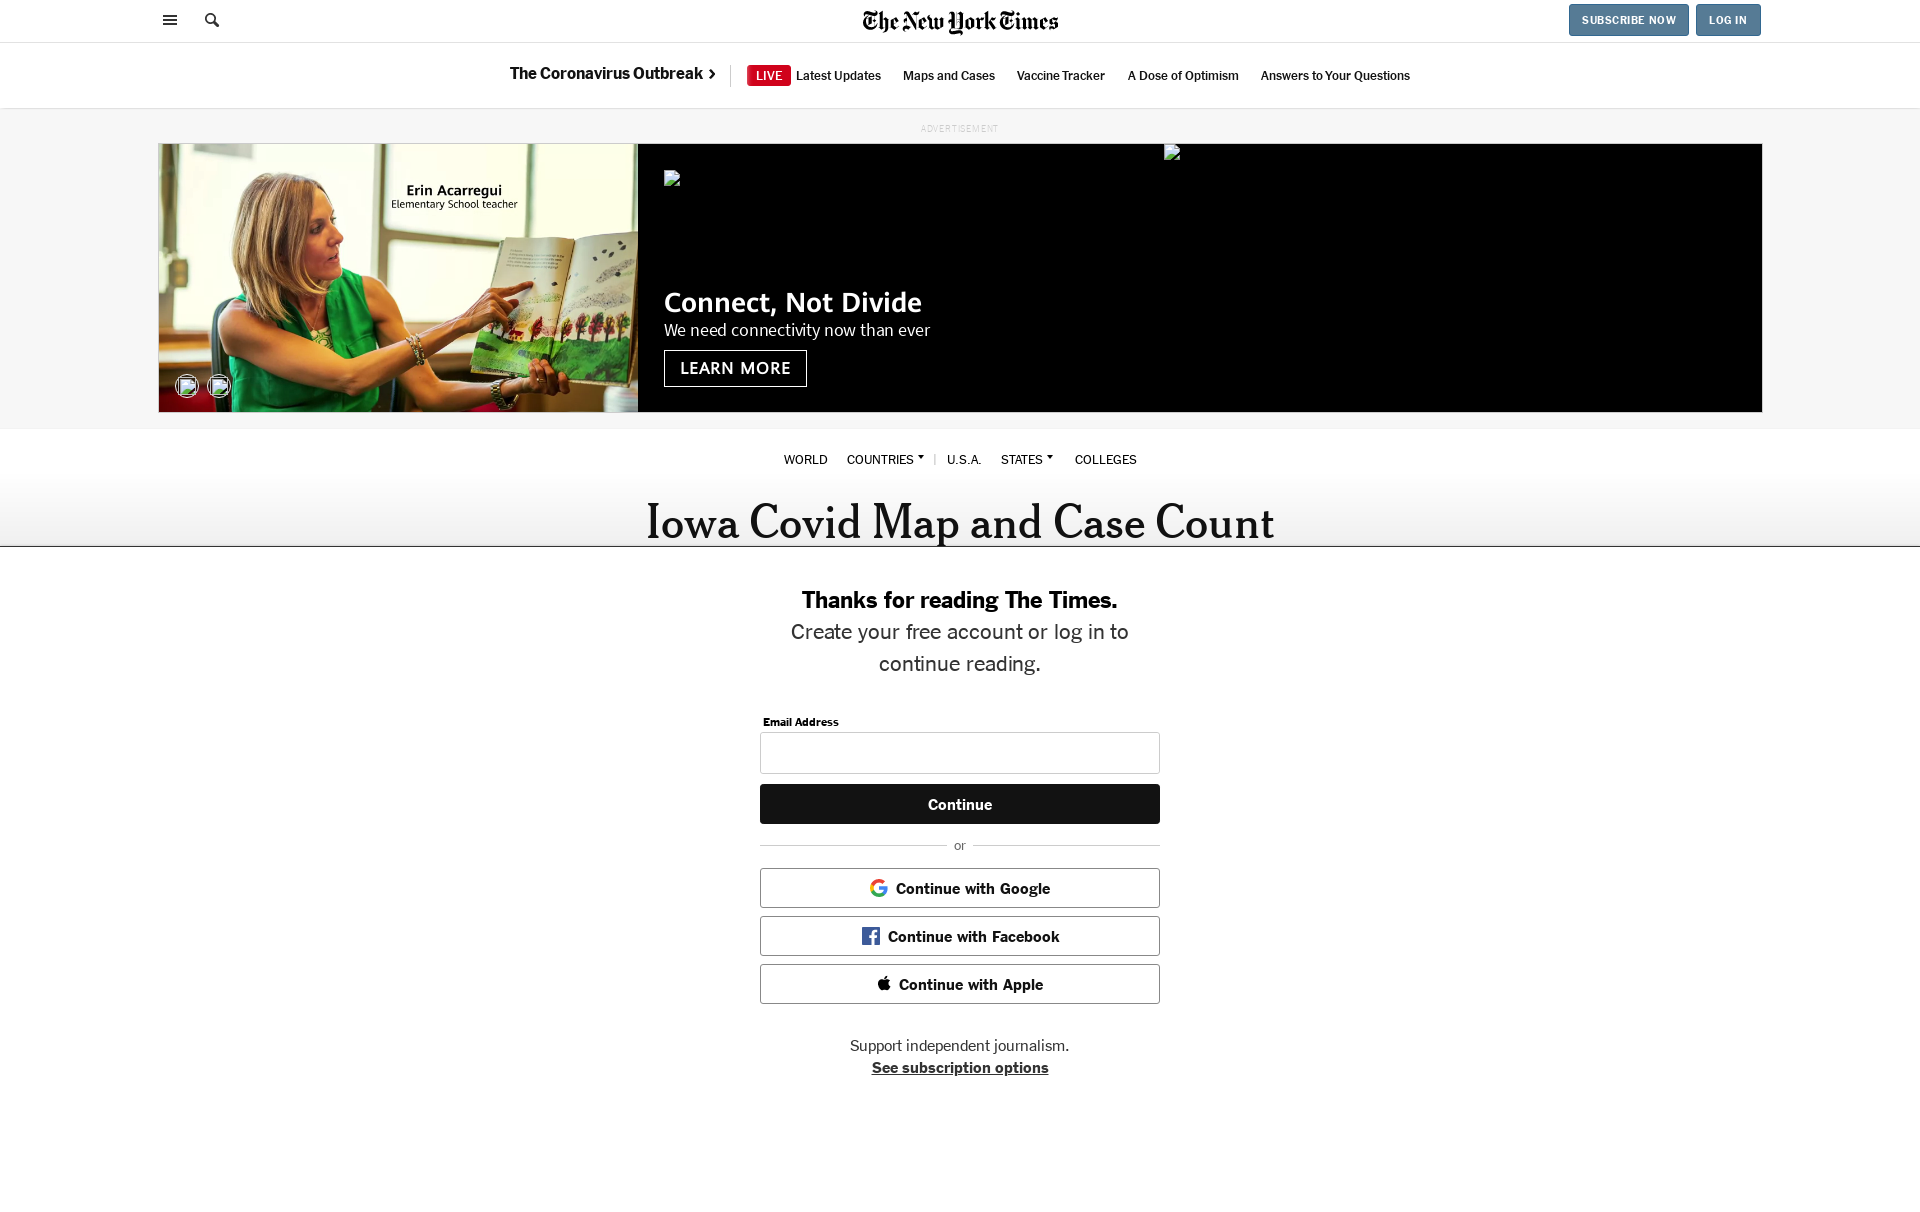 The New York Times
SUBSCRIBE NOW
LOG IN
The Coronavirus Outbreak ›
LIVE Latest Updates
Maps and Cases
Vaccine Tracker
A Dose of Optimism
Answers to Your Questions
ADVERTISEMENT
Erin Acarregui
Elementary School teacher
Connect, Not Divide
We need connectivity now than ever
LEARN MORE
WORLD
COUNTRIES
U.S.A.
STATES
COLLEGES
Iowa Covid Map and Case Count
Thanks for reading The Times.
Create your free account or log in to
continue reading.
Email Address
Continue
or
Continue with Google
Continue with Facebook
Continue with Apple
Support independent journalism.
See subscription options